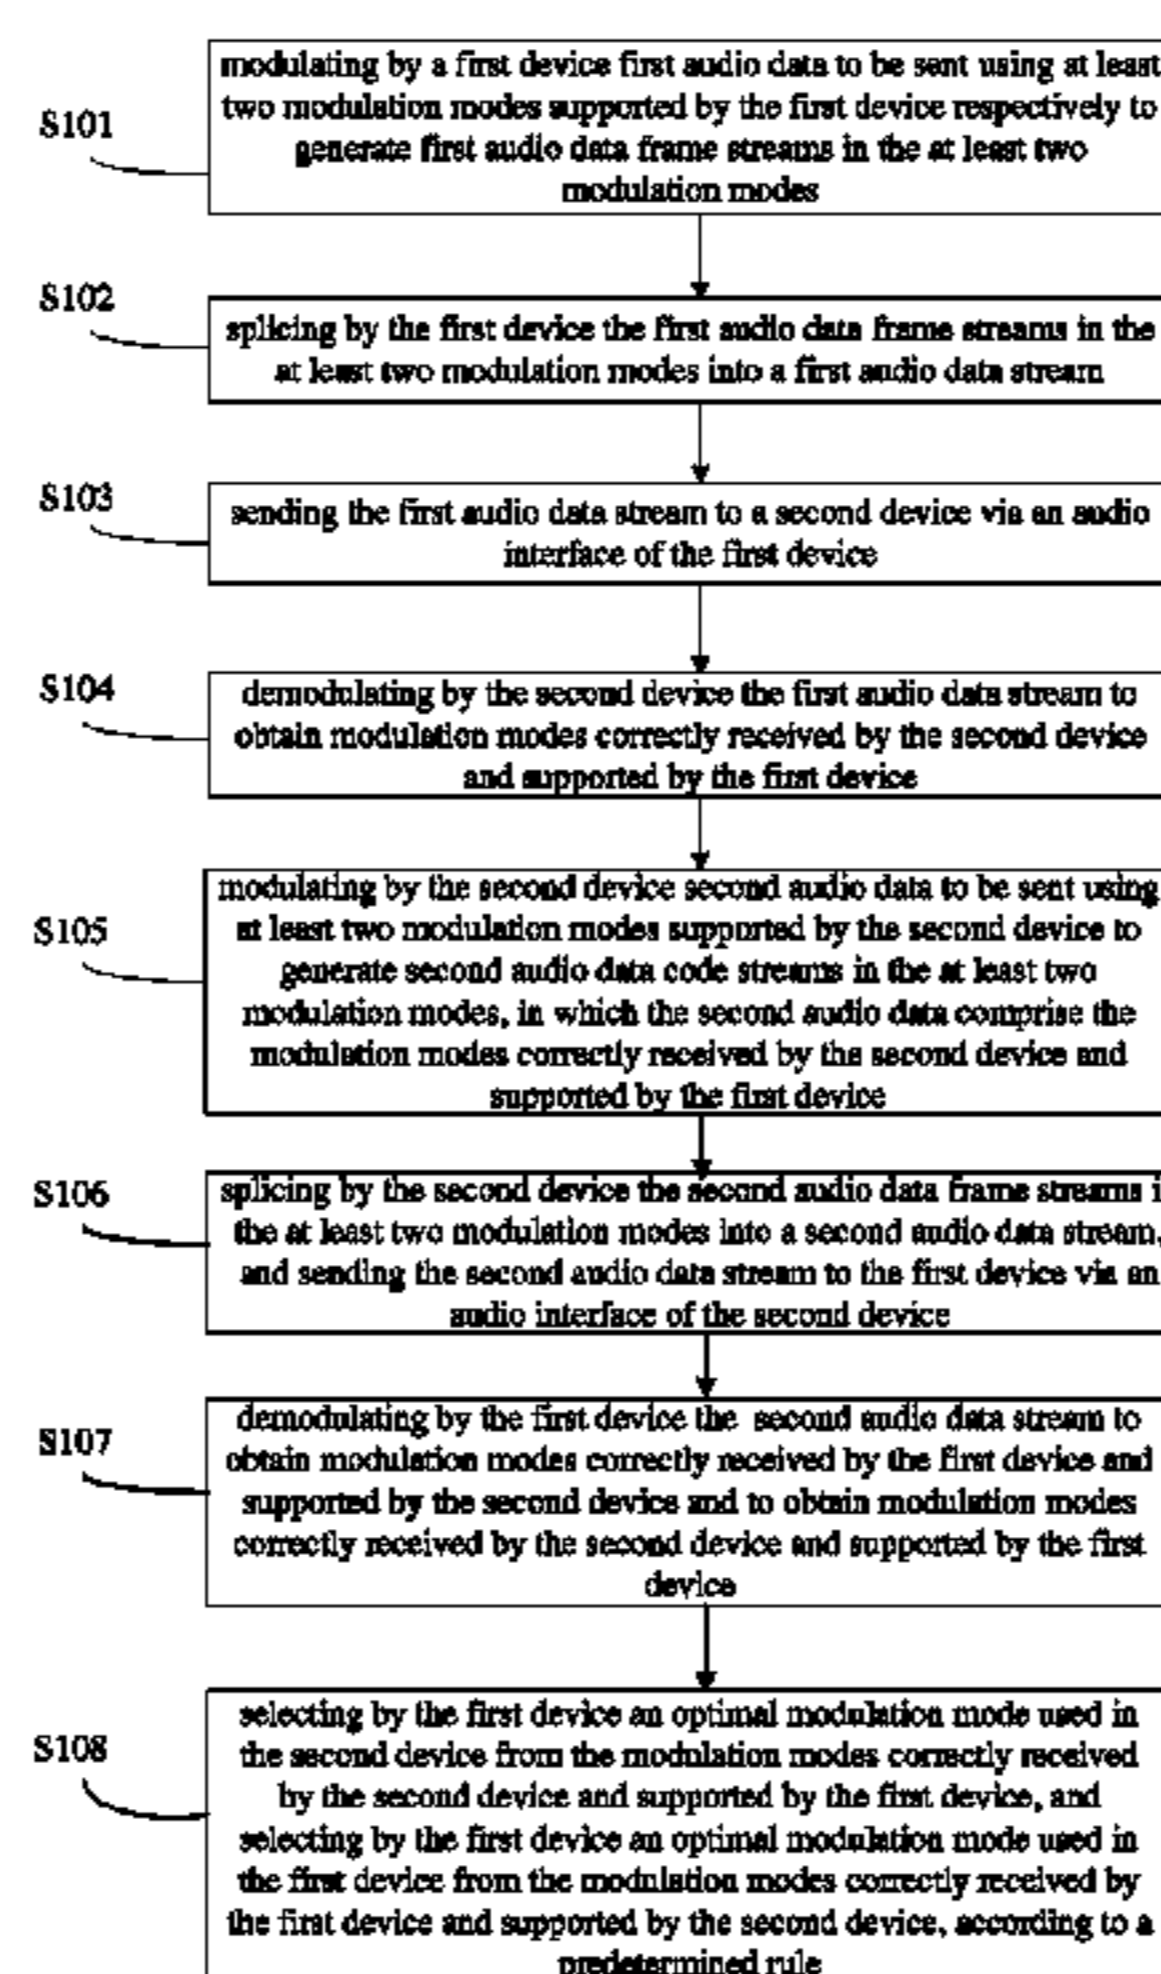 S101
modulating by a first device first audio data to be sent using at least
two modulation modes supported by the first device respectively to
generate first audio data frame streams in the at least two
modulation modes
S102
splicing by the first device the first audio data frame streams in the
at least two modulation modes into a first audio data stream
S103
sending the first audio data stream to a second device via an audio
interface of the first device
S104
demodulating by the second device the first audio data stream to
obtain modulation modes correctly received by the second device
and supported by the first device
S105
modulating by the second device second audio data to be sent using
at least two modulation modes supported by the second device to
generate second audio data code streams in the at least two
modulation modes, in which the second audio data comprise the
modulation modes correctly received by the second device and
supported by the first device
S106
splicing by the second device the second audio data frame streams i
the at least two modulation modes into a second audio data stream,
and sending the second audio data stream to the first device via an
audio interface of the second device
S107
demodulating by the first device the second audio data stream to
obtain modulation modes correctly received by the first device and
supported by the second device and to obtain modulation modes
correctly received by the second device and supported by the first
device
S108
selecting by the first device an optimal modulation mode used in
the second device from the modulation modes correctly received
by the second device and supported by the first device, and
selecting by the first device an optimal modulation mode used in
the first device from the modulation modes correctly received by
the first device and supported by the second device, according to a
predetermined rule